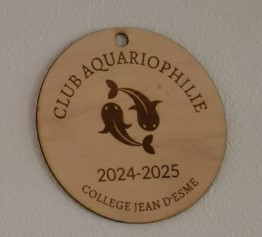 CLUB AQUARIOPHILIE
2024-2025
COLLEGE JEAN D'ESME